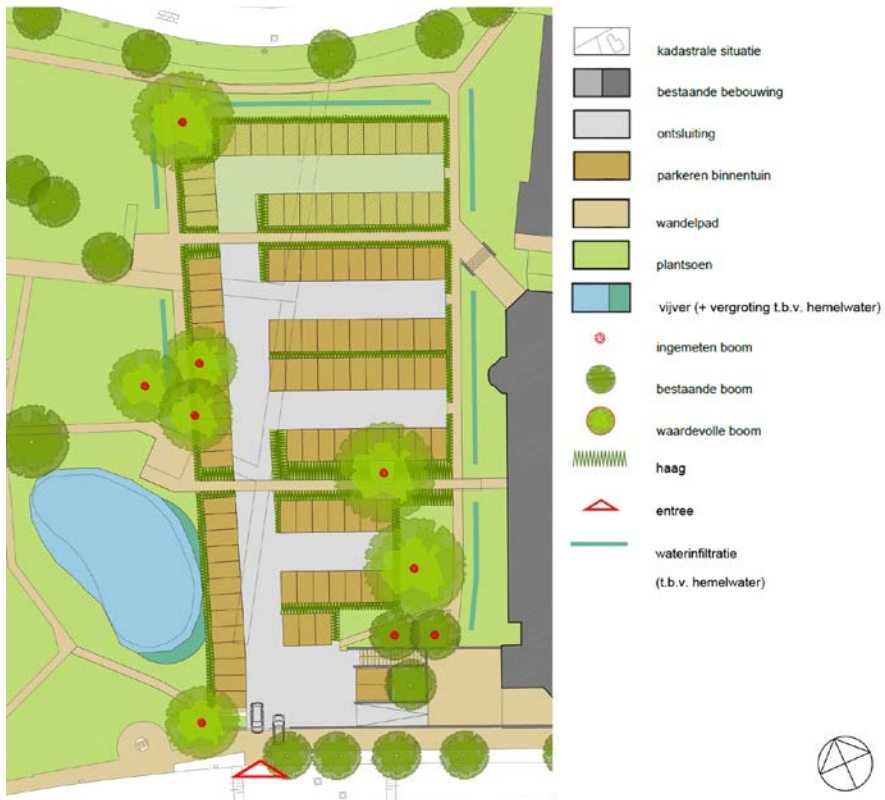 kadastrale situatie
bestaande bebouwing
ontsluiting
parkeren binnentuin
wandelpad
plantsoen
vijver (+ vergroting t.b.v. hemelwater)
ingemeten boom
bestaande boom
waardevolle boom
haag
entree
waterinfiltratie
(t.b.v. hemelwater)